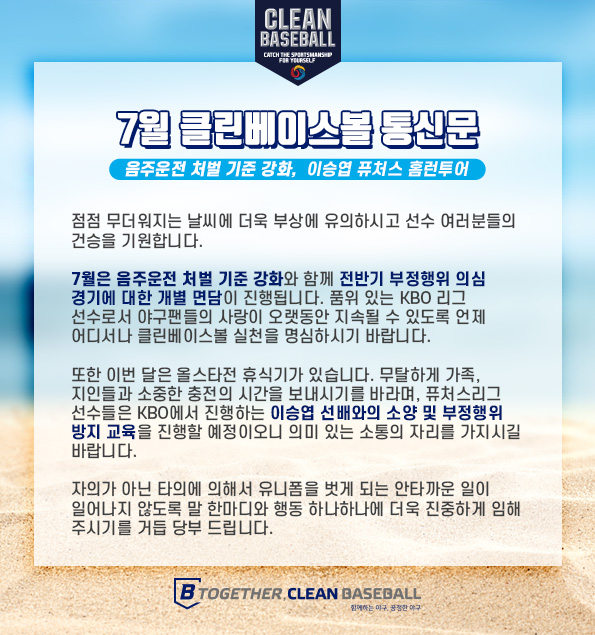 CLEAN
BASEBALL
CATCH THE SPORTSMANSHIP
FOR YOURSELF
7월 클린베이스볼 통신문
음주운전 처벌 기준 강화, 이승엽 퓨처스 홈런투어
점점 무더워지는 날씨에 더욱 부상에 유의하시고 선수 여러분들의
건승을 기원합니다.
7월은 음주운전 처벌 기준 강화와 함께 전반기 부정행위 의심
경기에 대한 개별 면담이 진행됩니다. 품위 있는 KBO 리그
선수로서 야구팬들의 사랑이 오랫동안 지속될 수 있도록 언제
어디서나 클린베이스볼 실천을 명심하시기 바랍니다.
또한 이번 달은 올스타전 휴식기가 있습니다. 무탈하게 가족,
지인들과 소중한 충전의 시간을 보내시기를 바라며, 퓨처스리그
선수들은 KBO에서 진행하는 이승엽 선배와의 소양 및 부정행위
방지 교육을 진행할 예정이오니 의미 있는 소통의 자리를 가지시길
바랍니다.
자의가 아닌 타의에 의해서 유니폼을 벗게 되는 안타까운 일이
일어나지 않도록 말 한마디와 행동 하나하나에 더욱 진중하게 임해
주시기를 거듭 당부 드립니다.
B TOGETHER, CLEAN BASEBALL
함께하는 야구, 공정한 야구